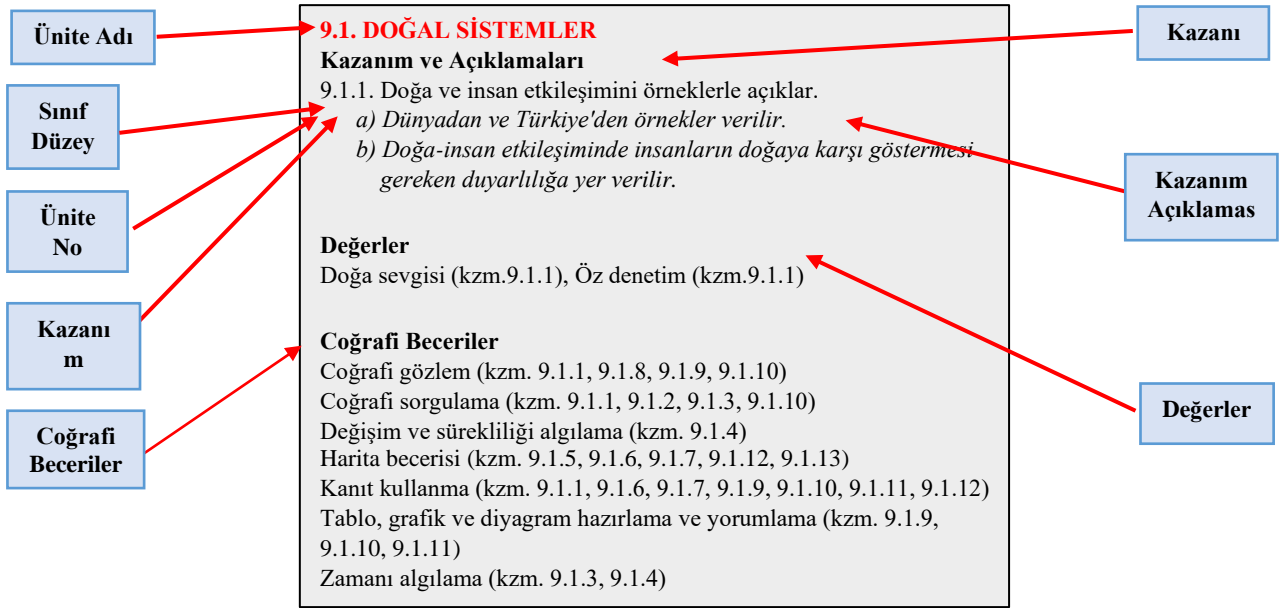 Ünite Adı
Sınıf
Düzey
Ünite
No
Kazanı
m
Coğrafi
Beceriler
9.1. DOĞAL SİSTEMLER
Kazanım ve Açıklamaları
9.1.1. Doğa ve insan etkileşimini örneklerle açıklar.
a) Dünyadan ve Türkiye'den örnekler verilir.
b) Doğa-insan etkileşiminde insanların doğaya karşı göstermesi
gereken duyarlılığa yer verilir.
Değerler
Doğa sevgisi (kzm.9.1.1), Öz denetim (kzm.9.1.1)
Coğrafi Beceriler
Coğrafi gözlem (kzm. 9.1.1, 9.1.8, 9.1.9, 9.1.10)
Coğrafi sorgulama (kzm. 9.1.1, 9.1.2, 9.1.3, 9.1.10)
Değişim ve sürekliliği algılama (kzm. 9.1.4)
Harita becerisi (kzm. 9.1.5, 9.1.6, 9.1.7, 9.1.12, 9.1.13)
Kanıt kullanma (kzm. 9.1.1, 9.1.6, 9.1.7, 9.1.9, 9.1.10, 9.1.11, 9.1.12)
Tablo, grafik ve diyagram hazırlama ve yorumlama (kzm. 9.1.9,
9.1.10, 9.1.11)
Zamanı algılama (kzm. 9.1.3, 9.1.4)
Kazanı
Kazanım
Açıklamas
Değerler